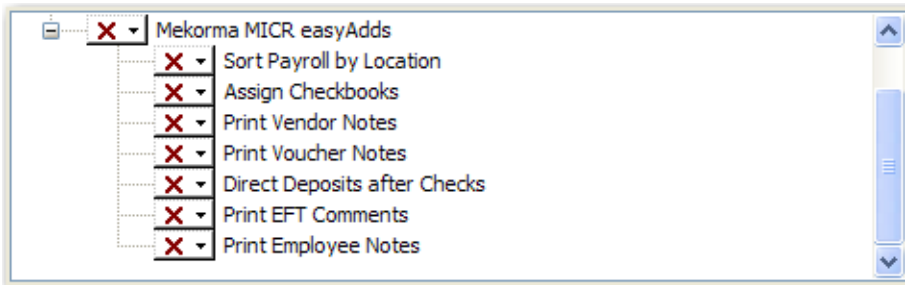 Mekorma MICR easyAdds
Sort Payroll by Location
Assign Checkbooks
Print Vendor Notes
Print Voucher Notes
Direct Deposits after Checks
Print EFT Comments
Print Employee Notes